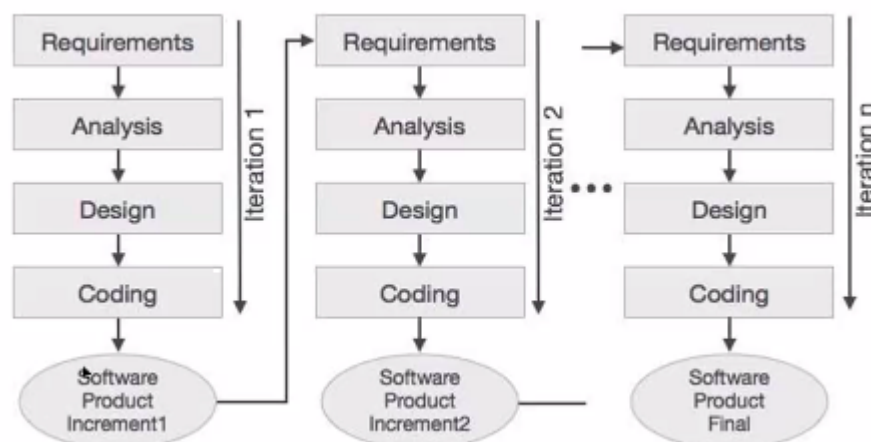 Requirements
Analysis
Design
Coding
Software
Product
Increment1
Iteration 1
Requirements
Analysis
Design
Coding
Software
Product
Increment2
Iteration 2
Requirements
Analysis
Design
Coding
Software
Product
Final
Iteration n